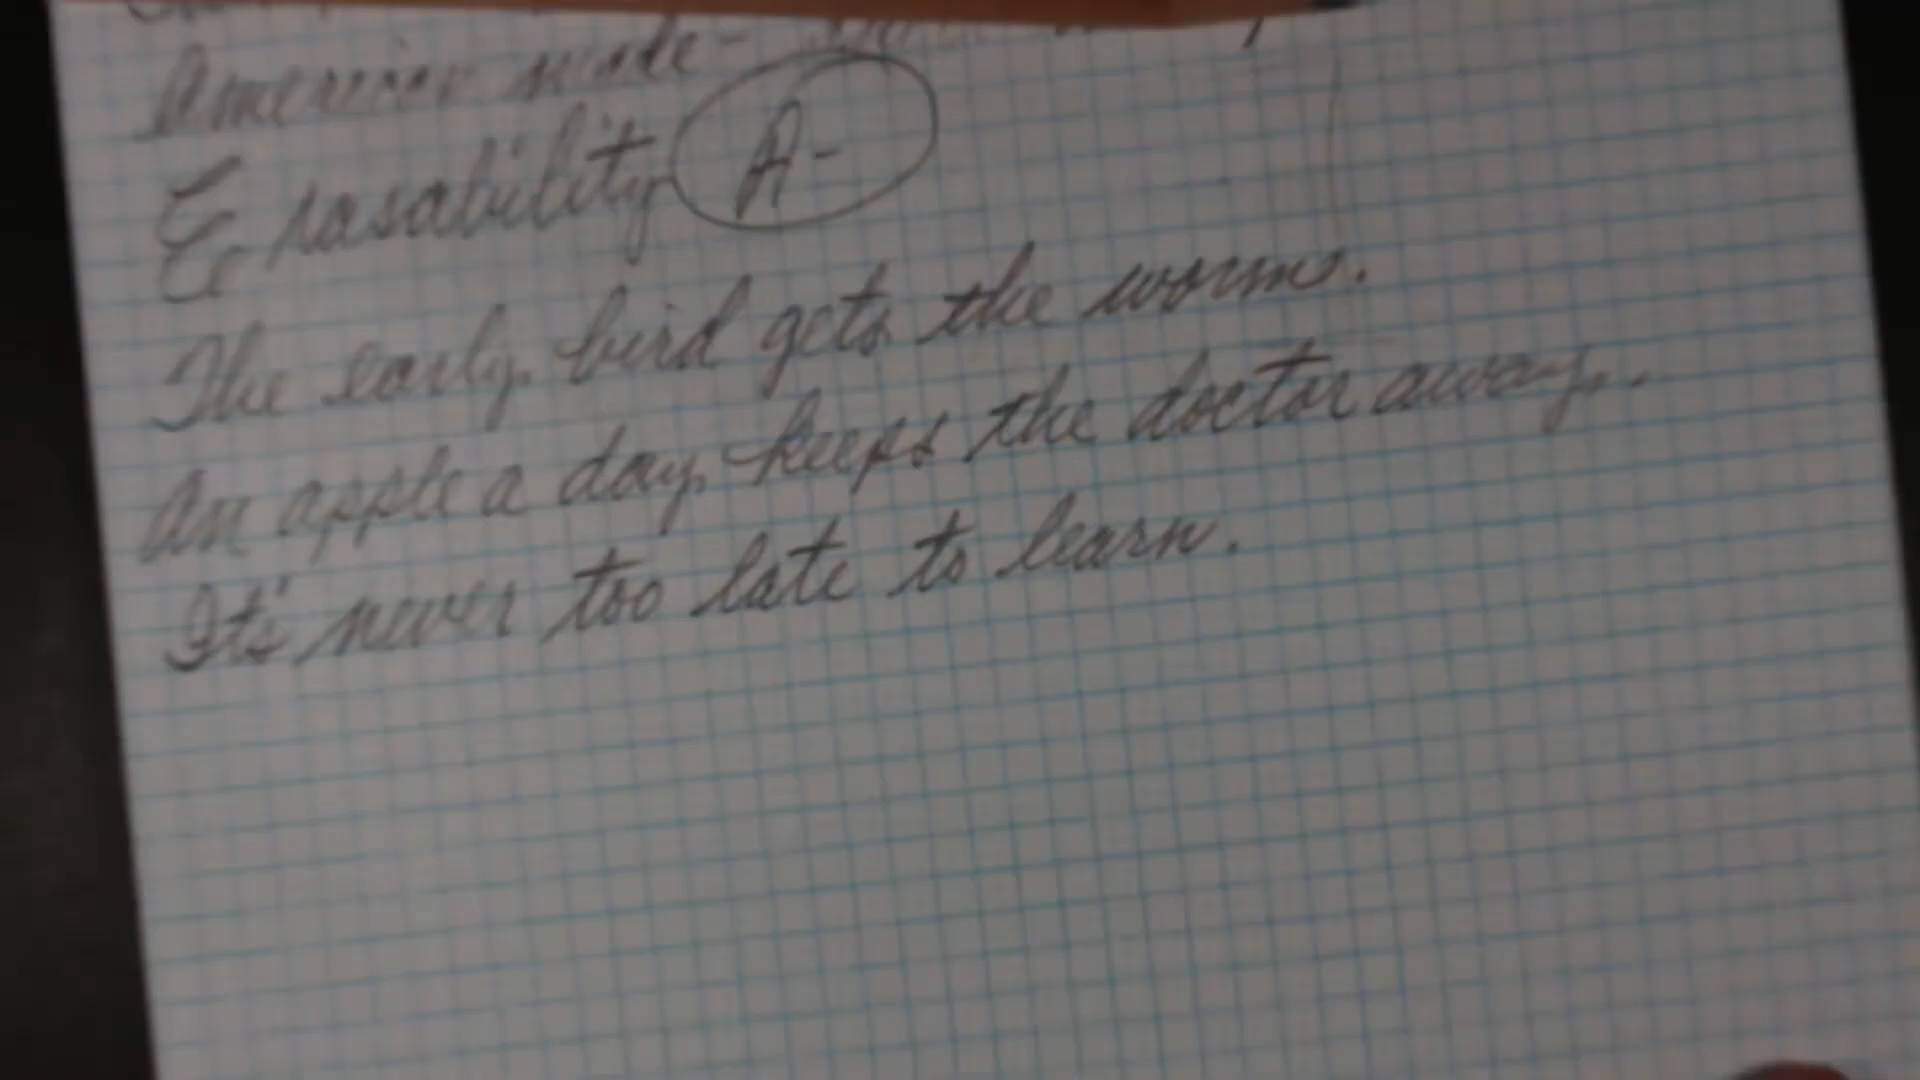 American made-
Erasability A-
The early bird gets the worm.
An apple a day keeps the doctor away.
It's never too late to learn.